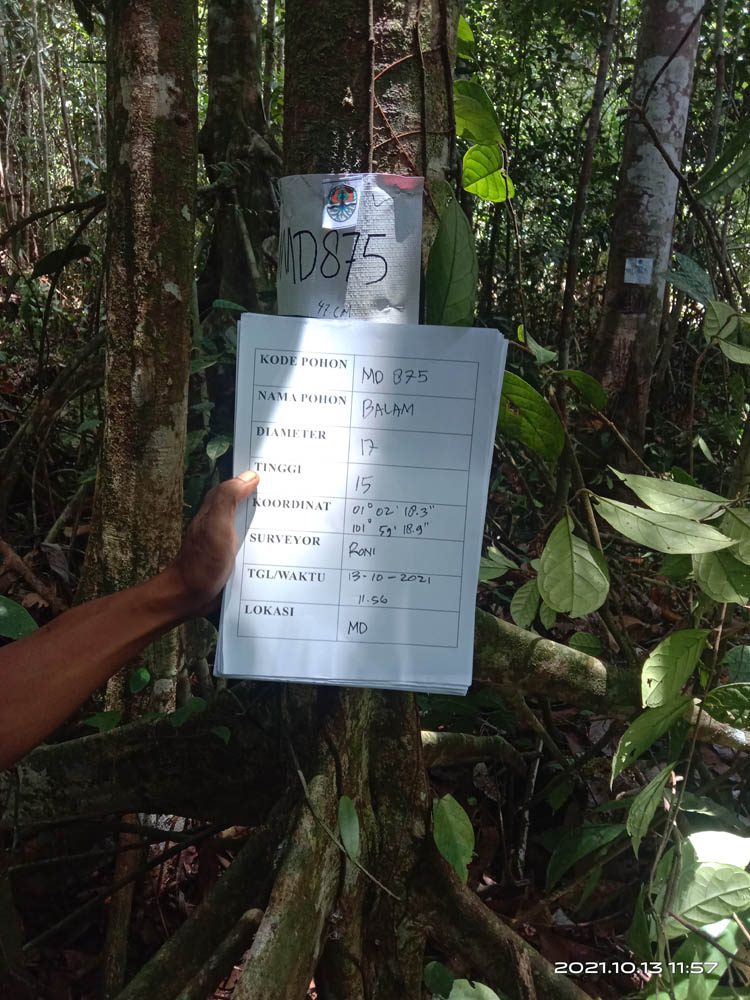 MD875
47 CM
KODE POHON MD 875
NAMA POHON BALAM
DIAMETER 17
TINGGI 15
KOORDINAT 01° 02' 18.3"
101° 59' 18.9"
SURVEYOR RONI
TGL/WAKTU 13-10-2021
11.56
LOKASI MD
2021.10.13 11:57